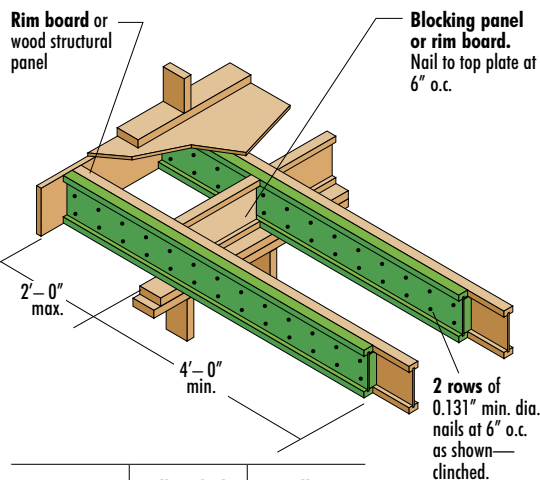 Rim board or
wood structural
panel
Blocking panel
or rim board.
Nail to top plate at
6″ o.c.
2′– 0″
max.
4′– 0″
min.
2 rows of
0.131″ min. dia.
nails at 6″ o.c.
as shown—
clinched.